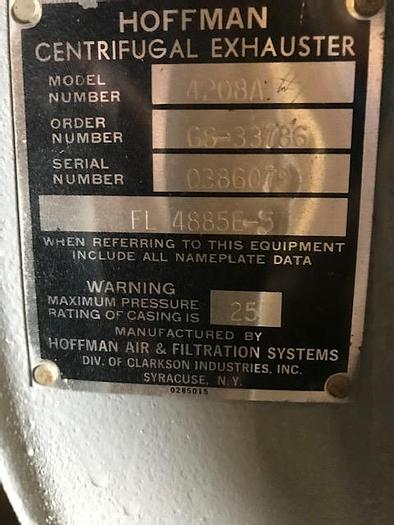 HOFFMAN
CENTRIFUGAL EXHAUSTER
MODEL NUMBER 4208A
ORDER NUMBER GS-33786
SERIAL NUMBER
FL 4885E-5
WHEN REFERRING TO THIS EQUIPMENT
INCLUDE ALL NAMEPLATE DATA
WARNING
MAXIMUM PRESSURE
RATING OF CASING IS 25
MANUFACTURED BY
HOFFMAN AIR & FILTRATION SYSTEMS
DIV. OF CLARKSON INDUSTRIES, INC.
SYRACUSE, N.Y.
0285015